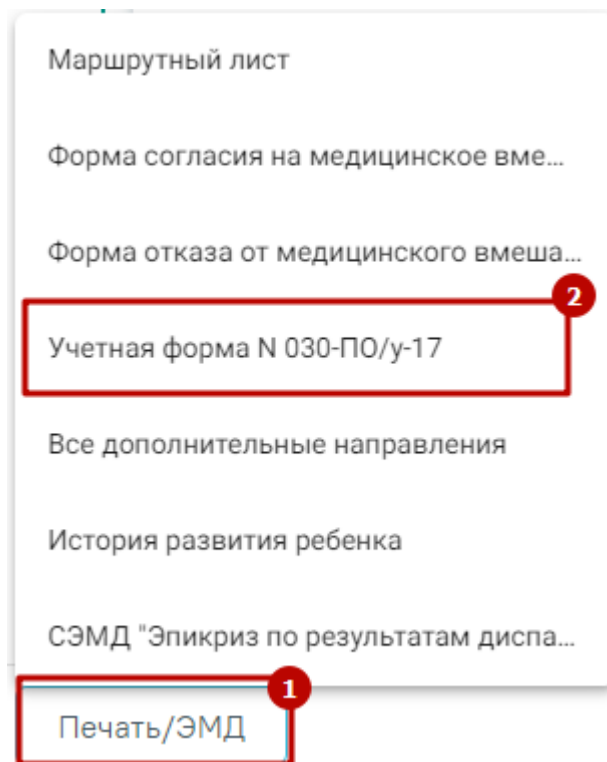 Маршрутный лист
Форма согласия на медицинское вме...
Форма отказа от медицинского вмеша...
2
Учетная форма N 030-ПО/у-17
Все дополнительные направления
История развития ребенка
СЭМД "Эпикриз по результатам диспа...
1
Печать/ЭМД